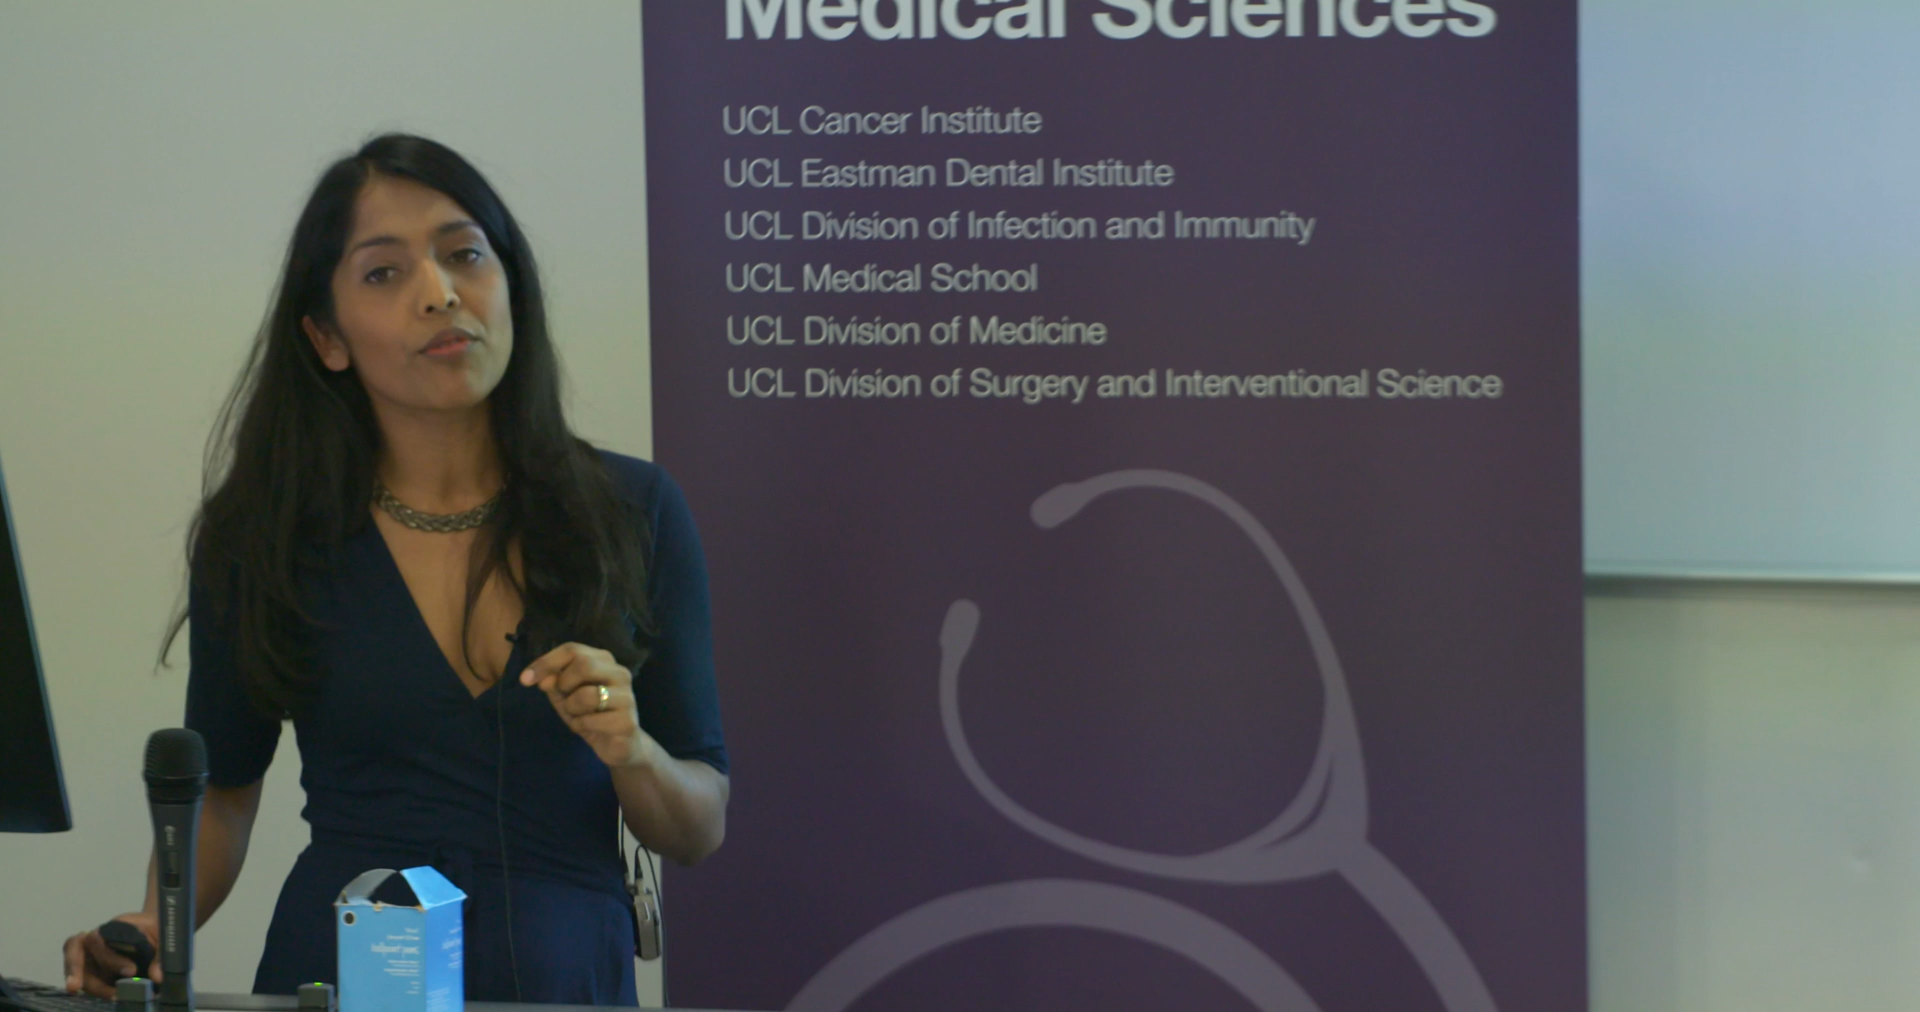 Medical Sciences
UCL Cancer Institute
UCL Eastman Dental Institute
UCL Division of Infection and Immunity
UCL Medical School
UCL Division of Medicine
UCL Division of Surgery and Interventional Science